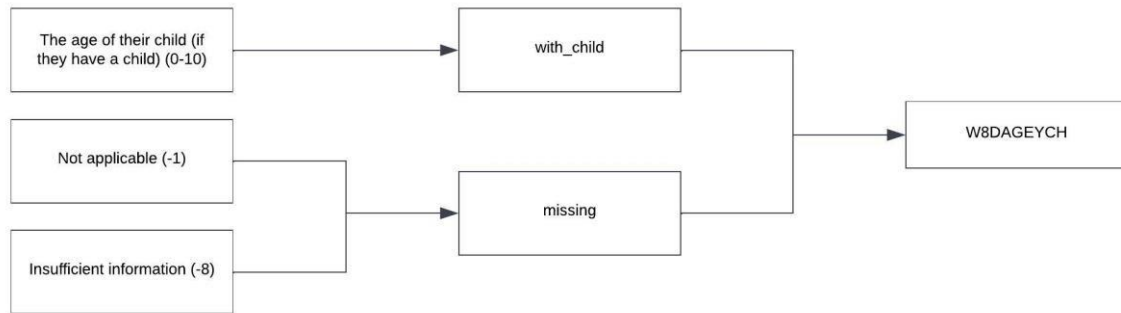 The age of their child (if
they have a child) (0-10)
with_child
W8DAGEYCH
Not applicable (-1)
missing
Insufficient information (-8)